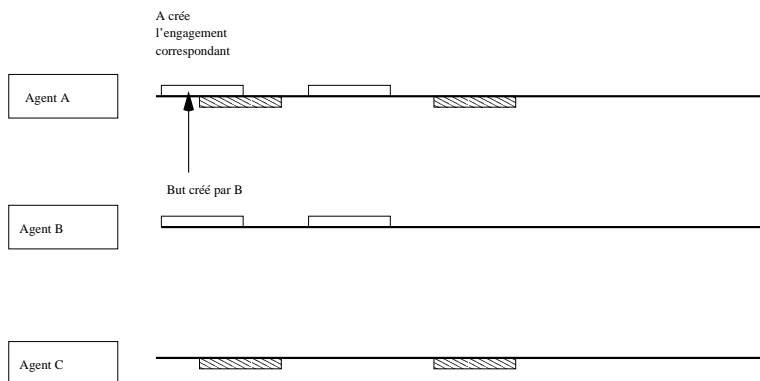 A crée
l'engagement
correspondant
Agent A
But créé par B
Agent B
Agent C